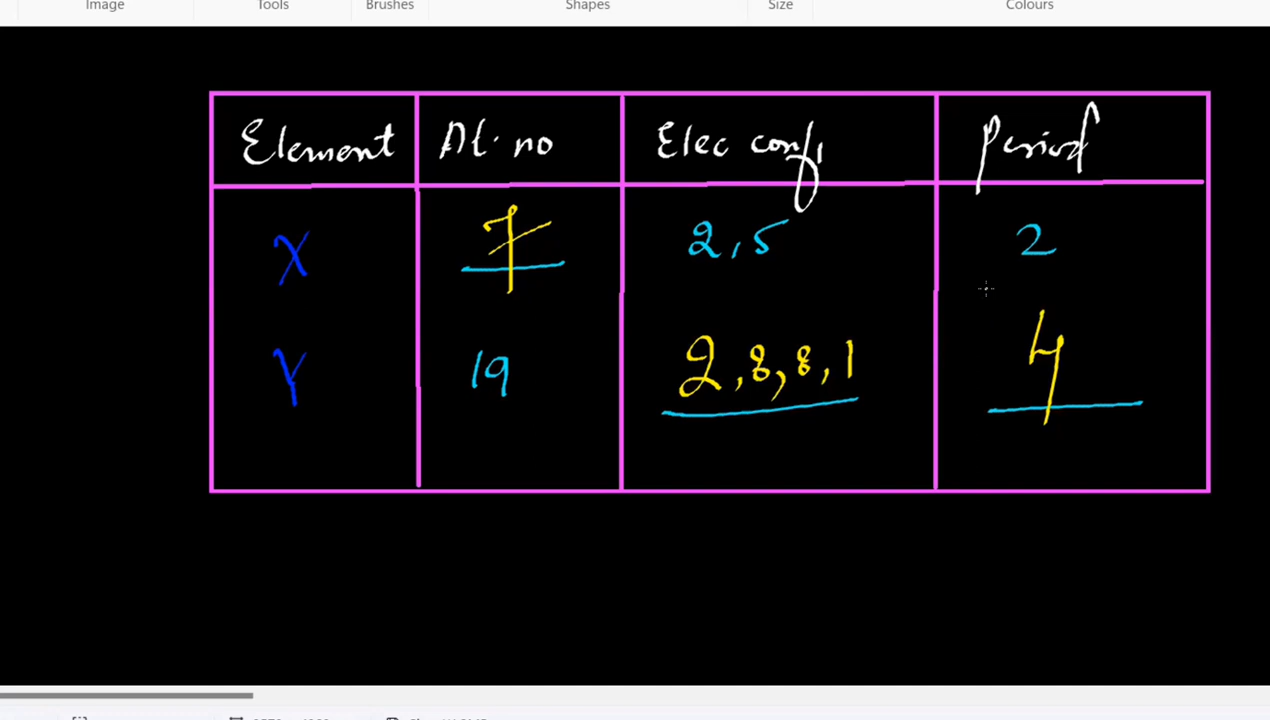 Image Tools Brushes Shapes Size Colours
Element At. no Elec conf, Period
X 7 2,5 2
Y 19 2,8,8,1 4